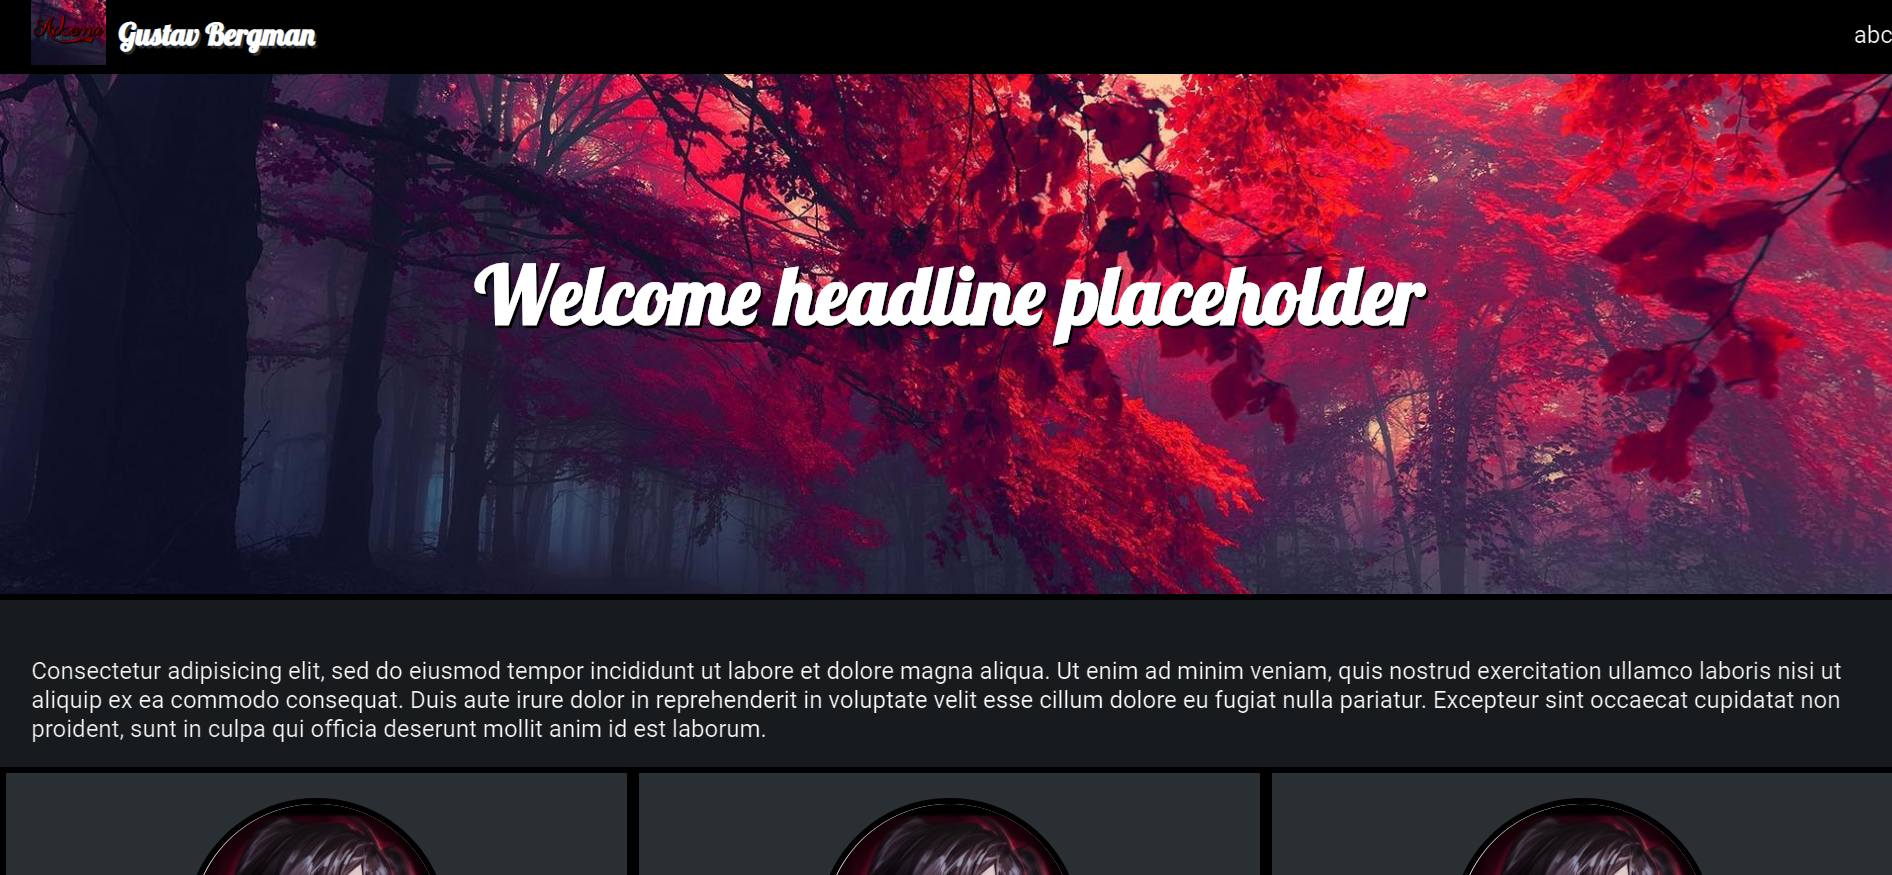 Arkems
Gustav Bergman
abc
Welcome headline placeholder
Consectetur adipisicing elit, sed do eiusmod tempor incididunt ut labore et dolore magna aliqua. Ut enim ad minim veniam, quis nostrud exercitation ullamco laboris nisi ut
aliquip ex ea commodo consequat. Duis aute irure dolor in reprehenderit in voluptate velit esse cillum dolore eu fugiat nulla pariatur. Excepteur sint occaecat cupidatat non
proident, sunt in culpa qui officia deserunt mollit anim id est laborum.